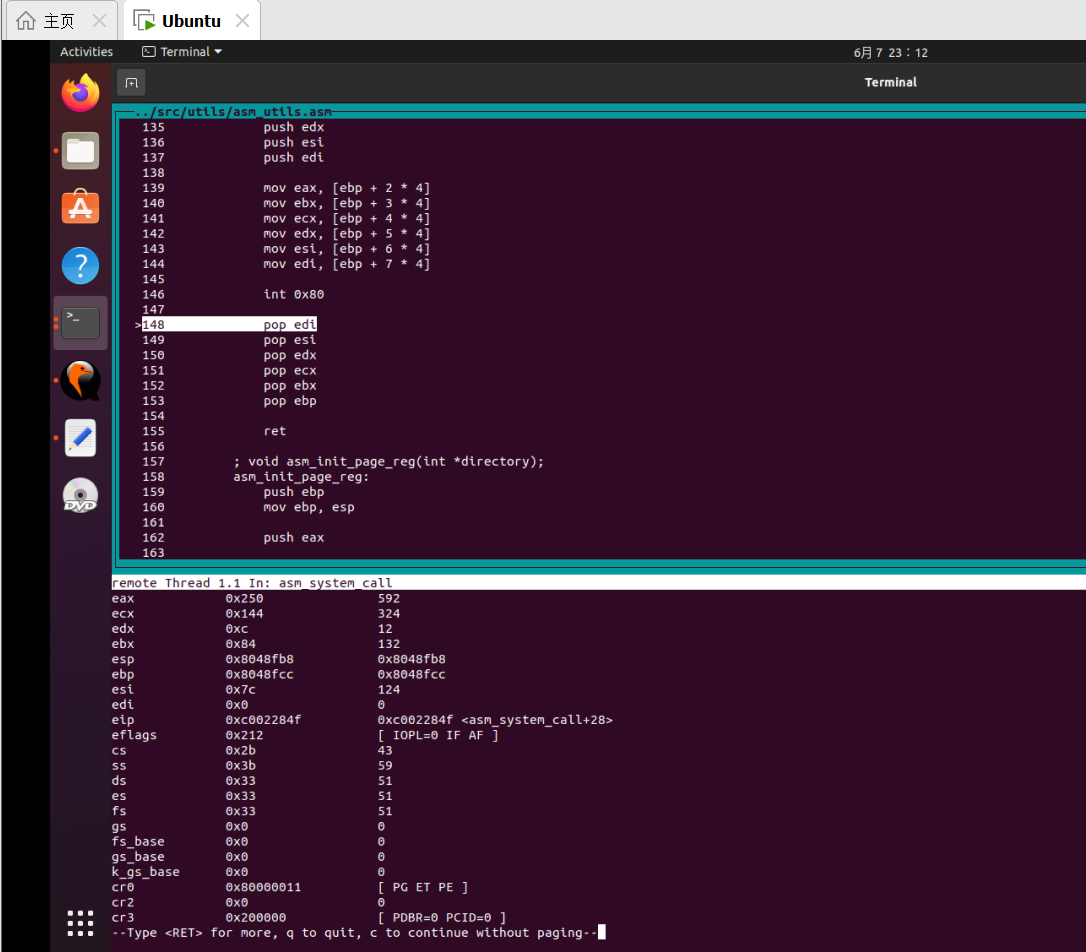 主页
Ubuntu
Activities
Terminal
6月 7 23：12
Terminal
../src/utils/asm_utils.asm
135 push edx
136 push esi
137 push edi
138
139 mov eax, [ebp + 2 * 4]
140 mov ebx, [ebp + 3 * 4]
141 mov ecx, [ebp + 4 * 4]
142 mov edx, [ebp + 5 * 4]
143 mov esi, [ebp + 6 * 4]
144 mov edi, [ebp + 7 * 4]
145
146 int 0x80
147
>148 pop edi
149 pop esi
150 pop edx
151 pop ecx
152 pop ebx
153 pop ebp
154
155 ret
156
157 ; void asm_init_page_reg(int *directory);
158 asm_init_page_reg:
159 push ebp
160 mov ebp, esp
161
162 push eax
163
remote Thread 1.1 In: asm_system_call
eax 0x250 592
ecx 0x144 324
edx 0xc 12
ebx 0x84 132
esp 0x8048fb8 0x8048fb8
ebp 0x8048fcc 0x8048fcc
esi 0x7c 124
edi 0x0 0
eip 0xc002284f 0xc002284f <asm_system_call+28>
eflags 0x212 [ IOPL=0 IF AF ]
cs 0x2b 43
ss 0x3b 59
ds 0x33 51
es 0x33 51
fs 0x33 51
gs 0x0 0
fs_base 0x0 0
gs_base 0x0 0
k_gs_base 0x0 0
cr0 0x80000011 [ PG ET PE ]
cr2 0x0 0
cr3 0x200000 [ PDBR=0 PCID=0 ]
--Type <RET> for more, q to quit, c to continue without paging--
DVD